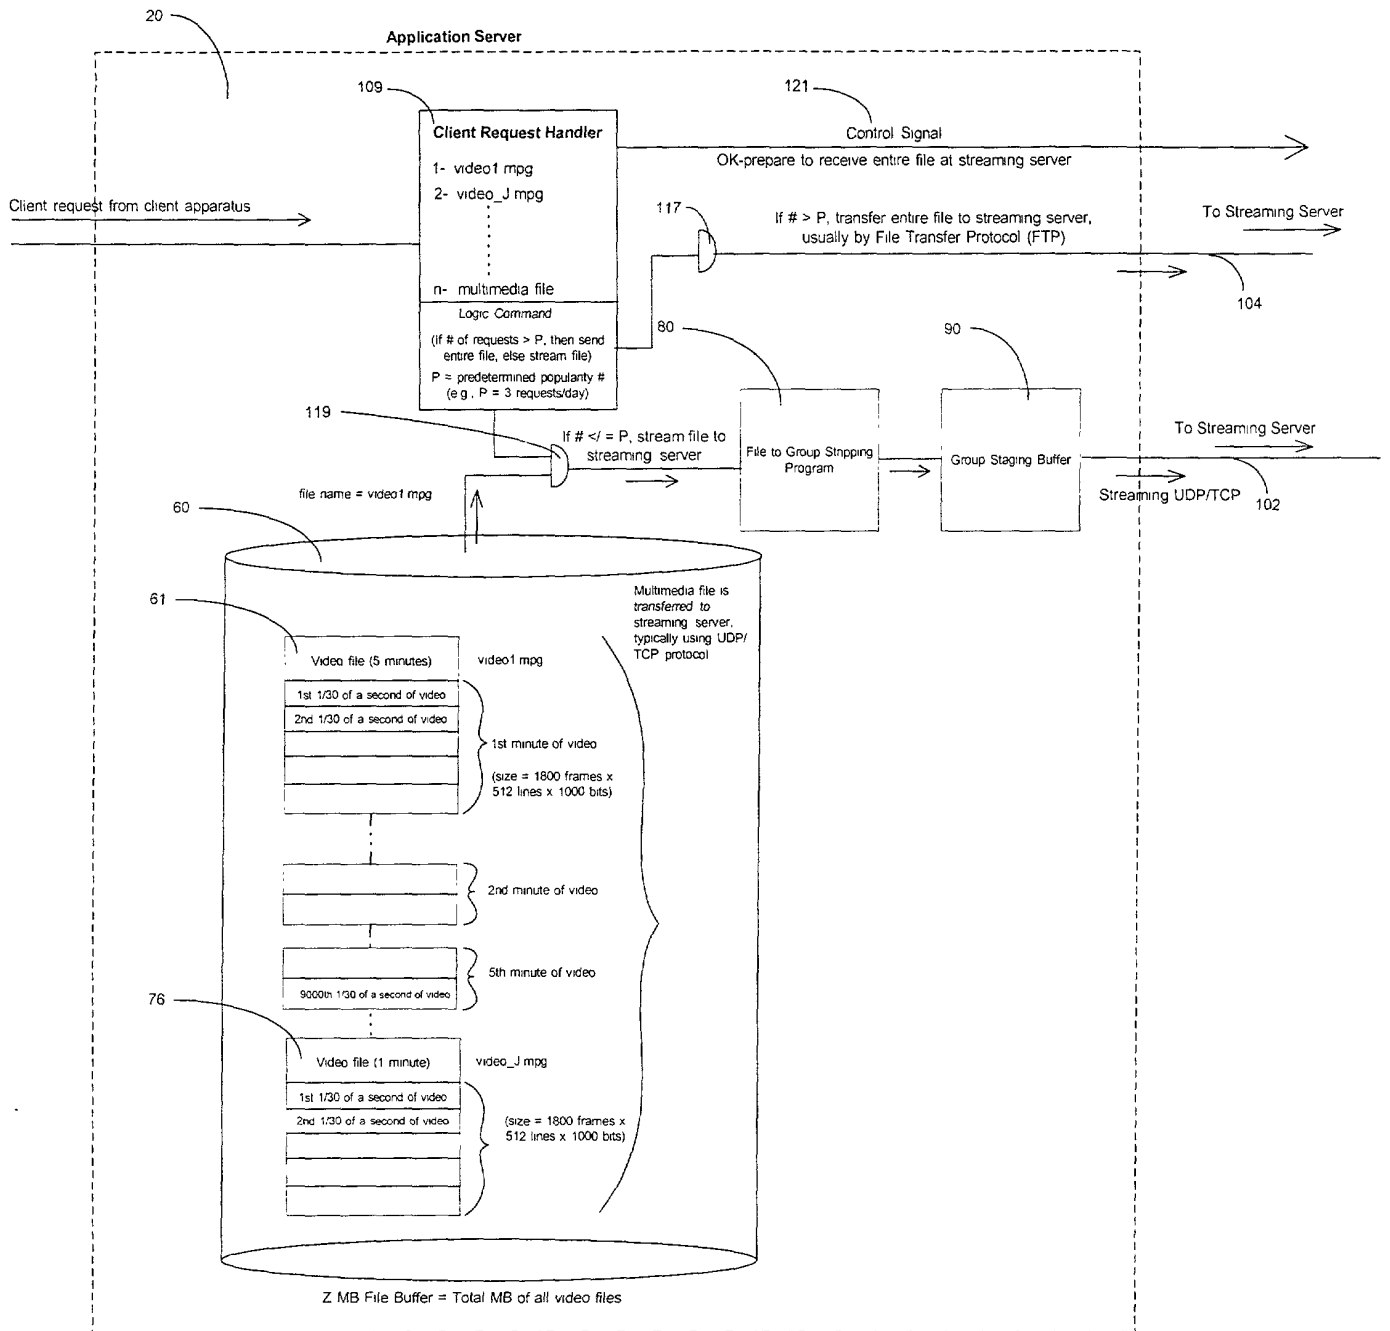 20
Application Server
109
121
Client Request Handler
1- video1 mpg
2- video_J mpg
n- multimedia file
Logic Command
(If # of requests > P, then send
entire file, else stream file)
P = predetermined popularity #
(e g , P = 3 requests/day)
Control Signal
OK-prepare to receive entire file at streaming server
Client request from client apparatus
117
If # > P, transfer entire file to streaming server,
usually by File Transfer Protocol (FTP)
To Streaming Server
104
80
90
119
If # </ = P, stream file to
streaming server
File to Group Stripping
Program
Group Staging Buffer
To Streaming Server
Streaming UDP/TCP
102
file name = video1 mpg
60
61
Multimedia file is
transferred to
streaming server,
typically using UDP/
TCP protocol
Video file (5 minutes)
video1 mpg
1st 1/30 of a second of video
2nd 1/30 of a second of video
1st minute of video
(size = 1800 frames x
512 lines x 1000 bits)
2nd minute of video
5th minute of video
9000th 1/30 of a second of video
76
Video file (1 minute)
video_J mpg
1st 1/30 of a second of video
2nd 1/30 of a second of video
(size = 1800 frames x
512 lines x 1000 bits)
Z MB File Buffer = Total MB of all video files